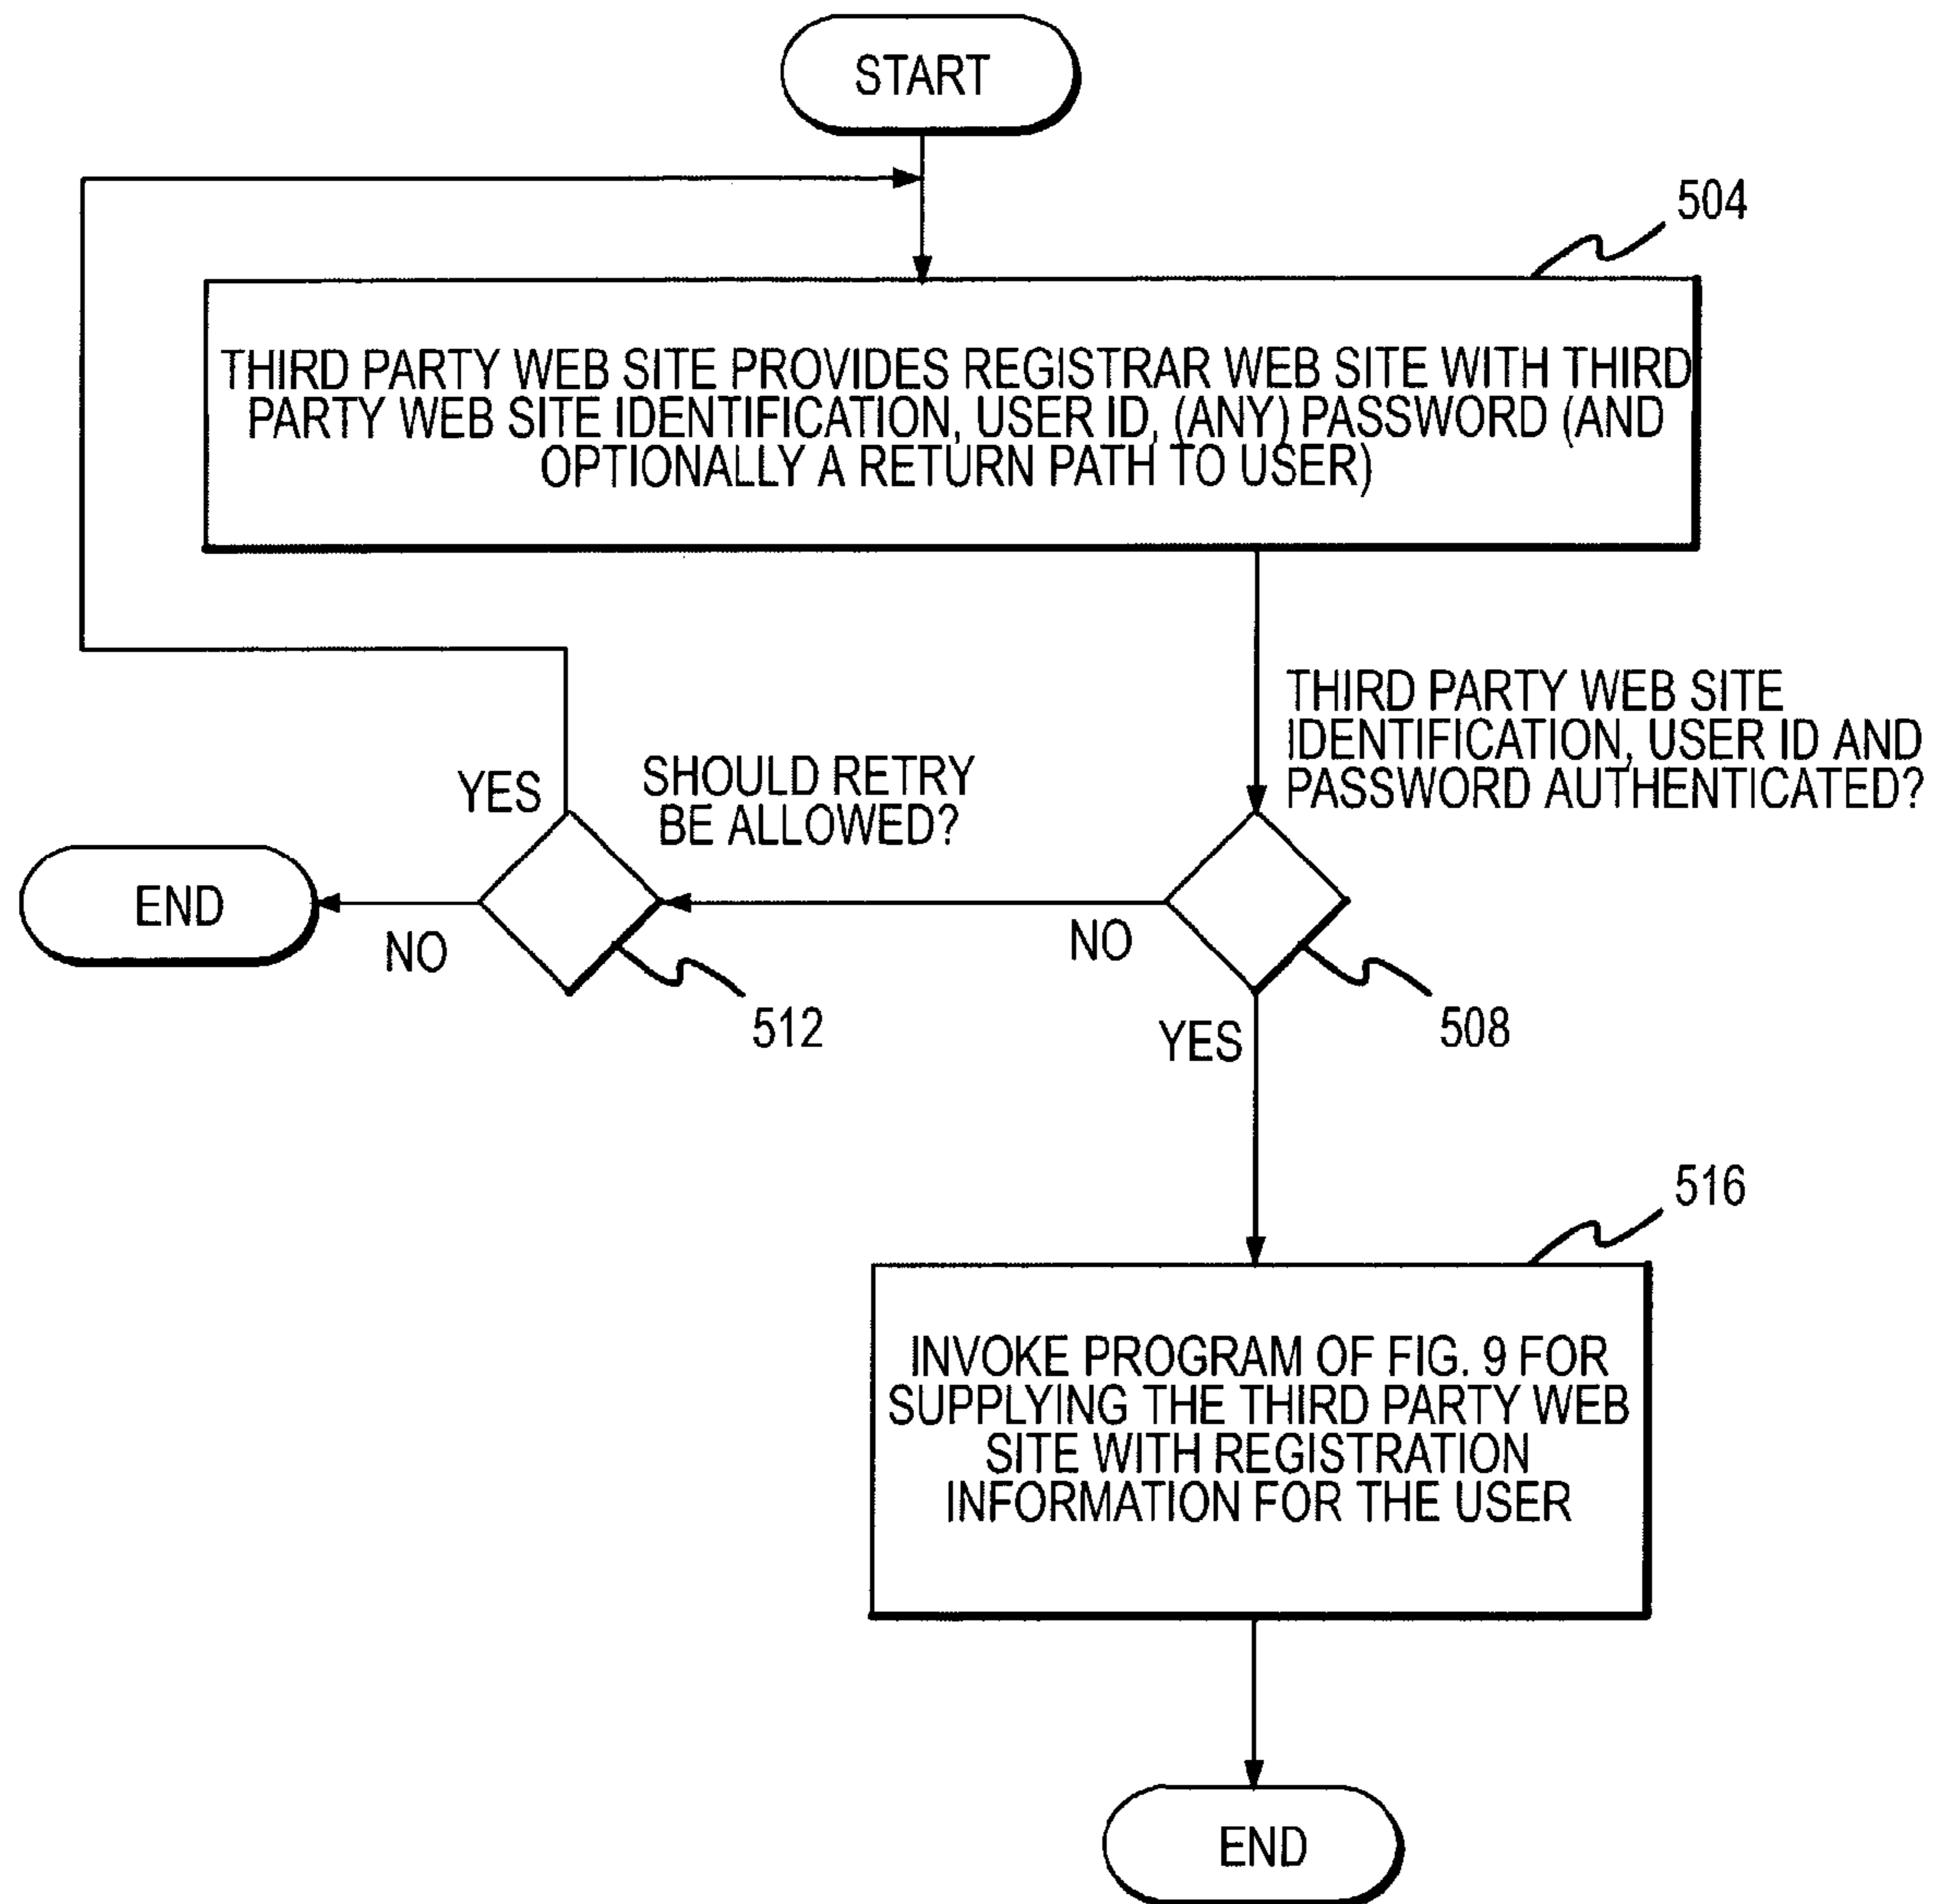 START
504
THIRD PARTY WEB SITE PROVIDES REGISTRAR WEB SITE WITH THIRD
PARTY WEB SITE IDENTIFICATION, USER ID, (ANY) PASSWORD (AND
OPTIONALLY A RETURN PATH TO USER)
THIRD PARTY WEB SITE
IDENTIFICATION, USER ID AND
PASSWORD AUTHENTICATED?
SHOULD RETRY
BE ALLOWED?
YES
END
NO
NO
512
508
YES
516
INVOKE PROGRAM OF FIG. 9 FOR
SUPPLYING THE THIRD PARTY WEB
SITE WITH REGISTRATION
INFORMATION FOR THE USER
END